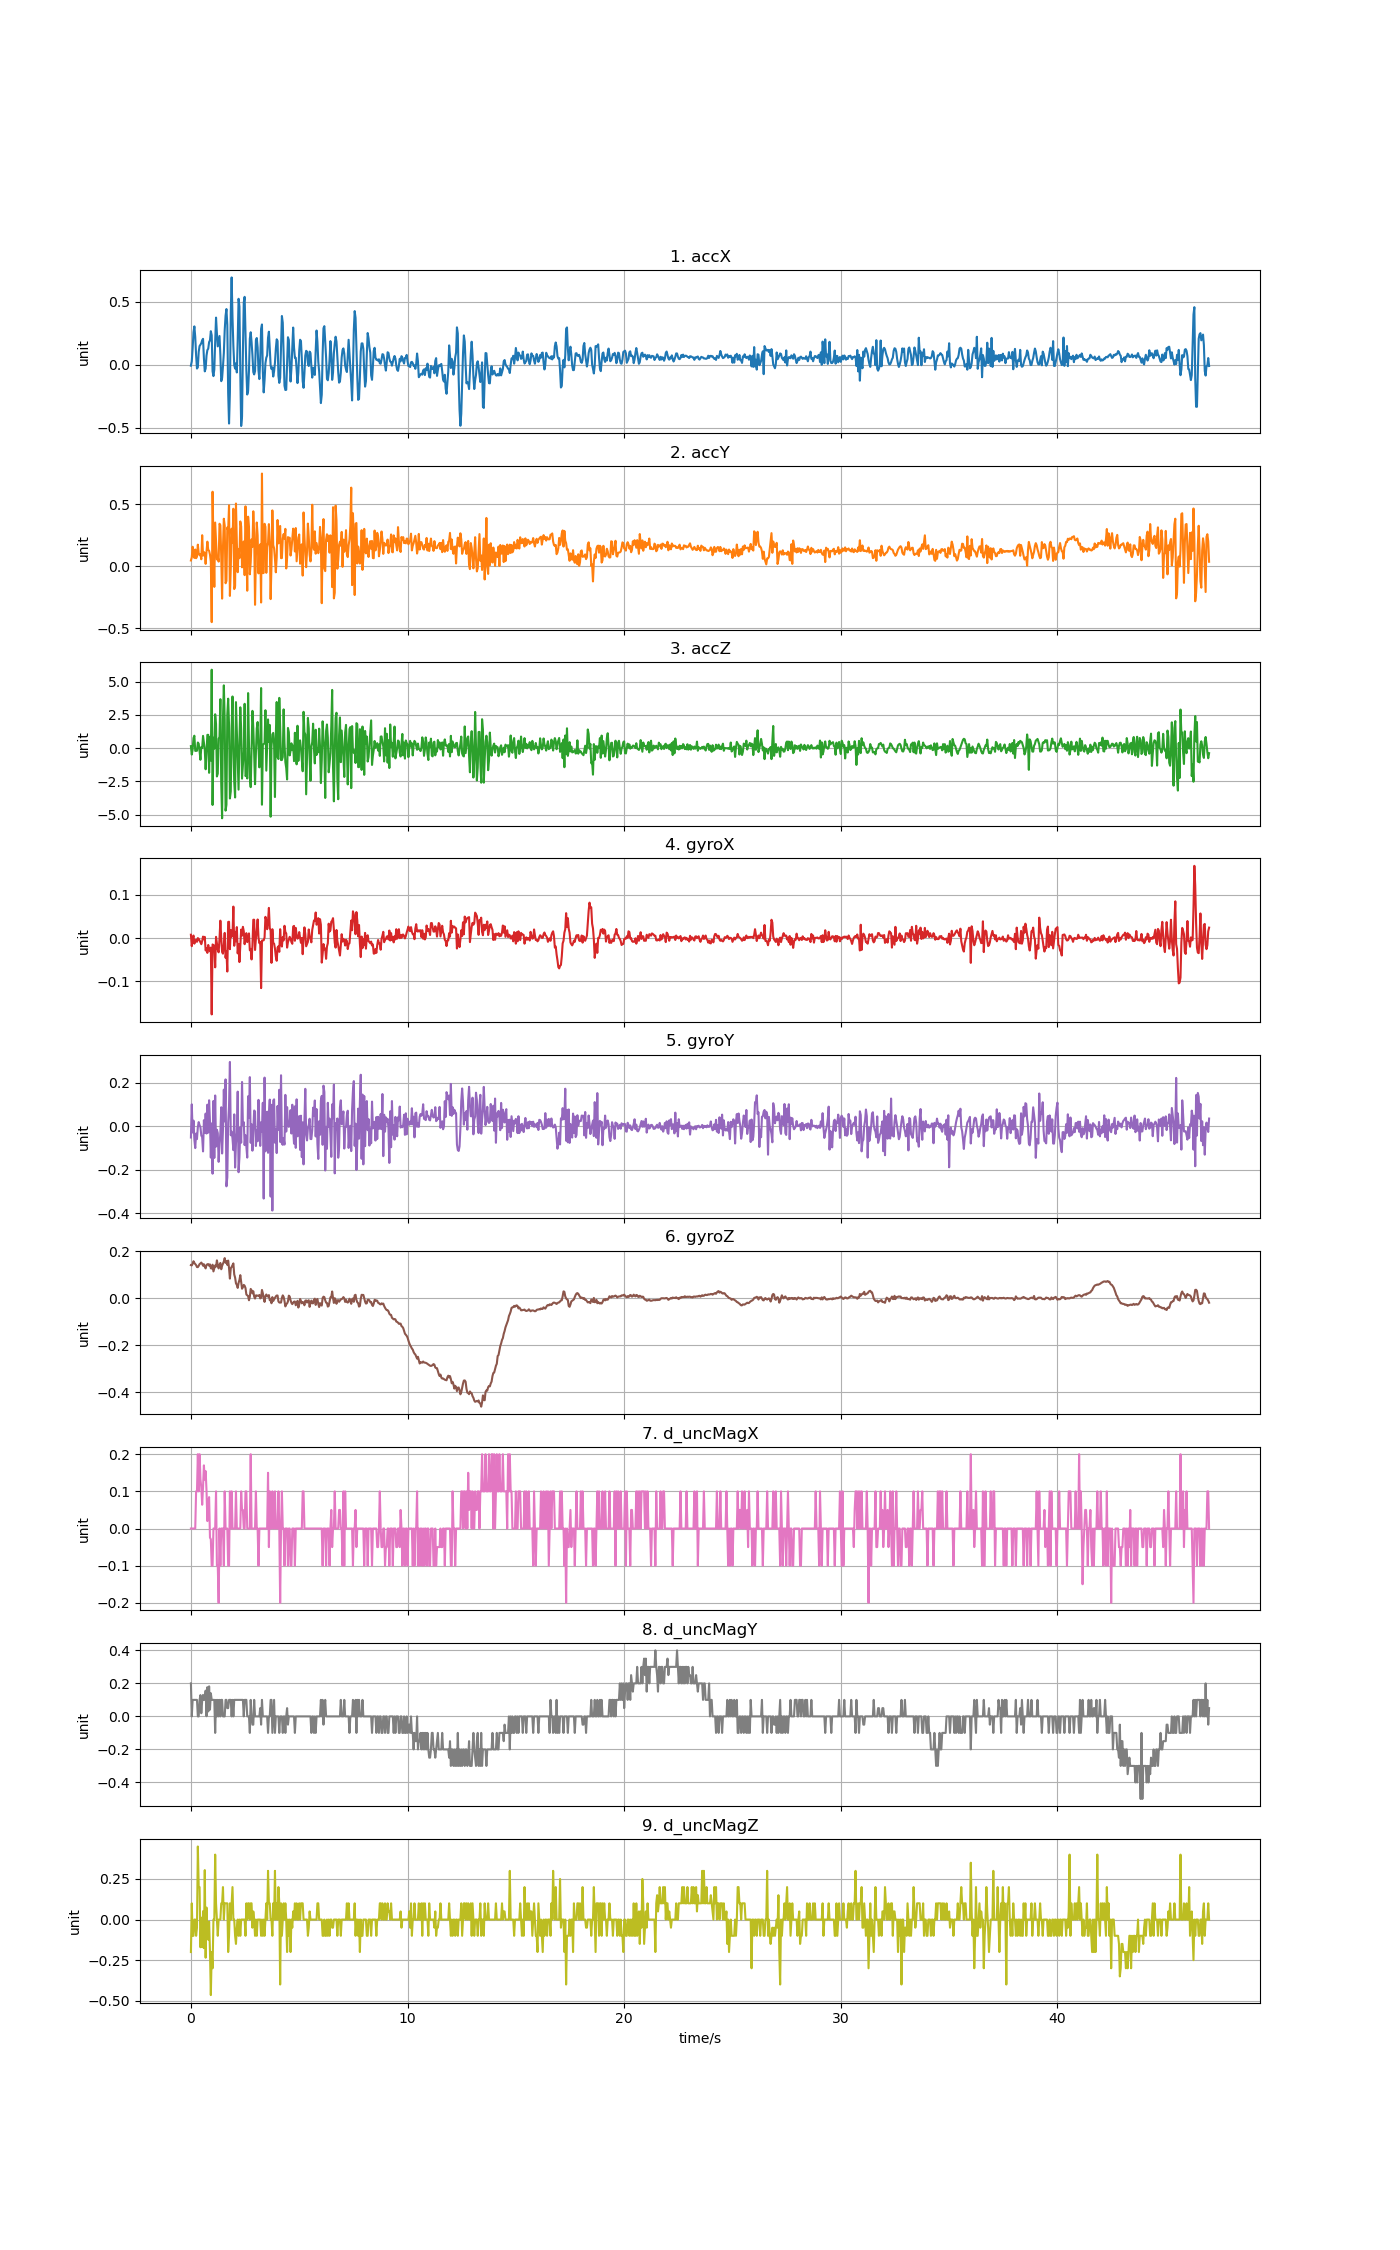 1. accX
0.5
0.0
−0.5
unit
2. accY
0.5
0.0
−0.5
unit
3. accZ
5.0
2.5
0.0
−2.5
−5.0
unit
4. gyroX
0.1
0.0
−0.1
unit
5. gyroY
0.2
0.0
−0.2
−0.4
unit
6. gyroZ
0.2
0.0
−0.2
−0.4
unit
7. d_uncMagX
0.2
0.1
0.0
−0.1
−0.2
unit
8. d_uncMagY
0.4
0.2
0.0
−0.2
−0.4
unit
9. d_uncMagZ
0.25
0.00
−0.25
−0.50
unit
0 10 20 30 40
time/s